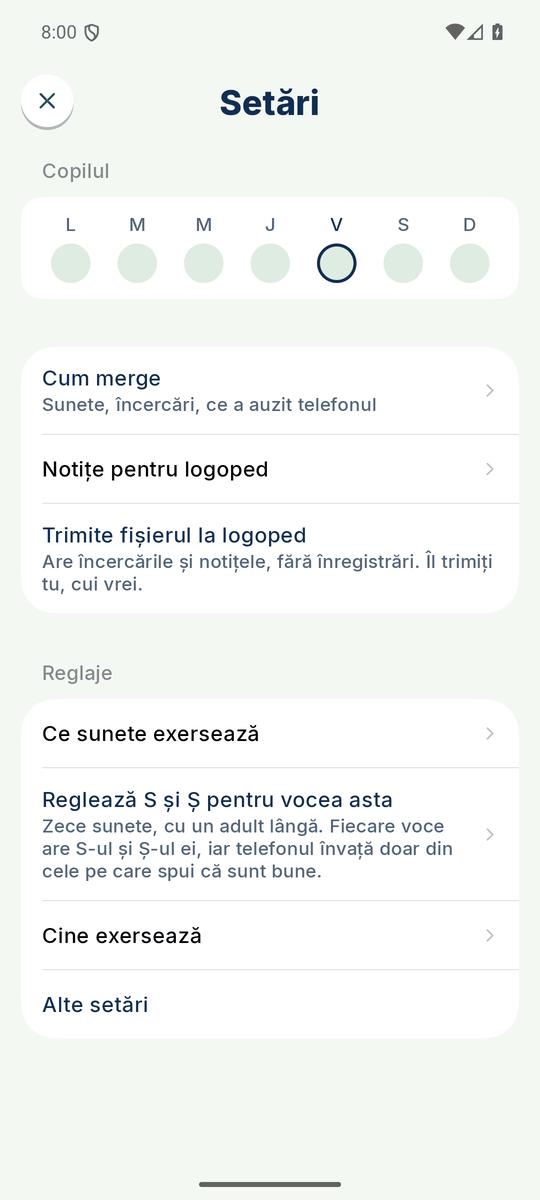 8:00
Setări
Copilul
L M M J V S D
Cum merge
Sunete, încercări, ce a auzit telefonul
Notițe pentru logoped
Trimite fișierul la logoped
Are încercările și notițele, fără înregistrări. Îl trimiți
tu, cui vrei.
Reglaje
Ce sunete exersează
Reglează S și Ș pentru vocea asta
Zece sunete, cu un adult lângă. Fiecare voce
are S-ul și Ș-ul ei, iar telefonul învață doar din
cele pe care spui că sunt bune.
Cine exersează
Alte setări